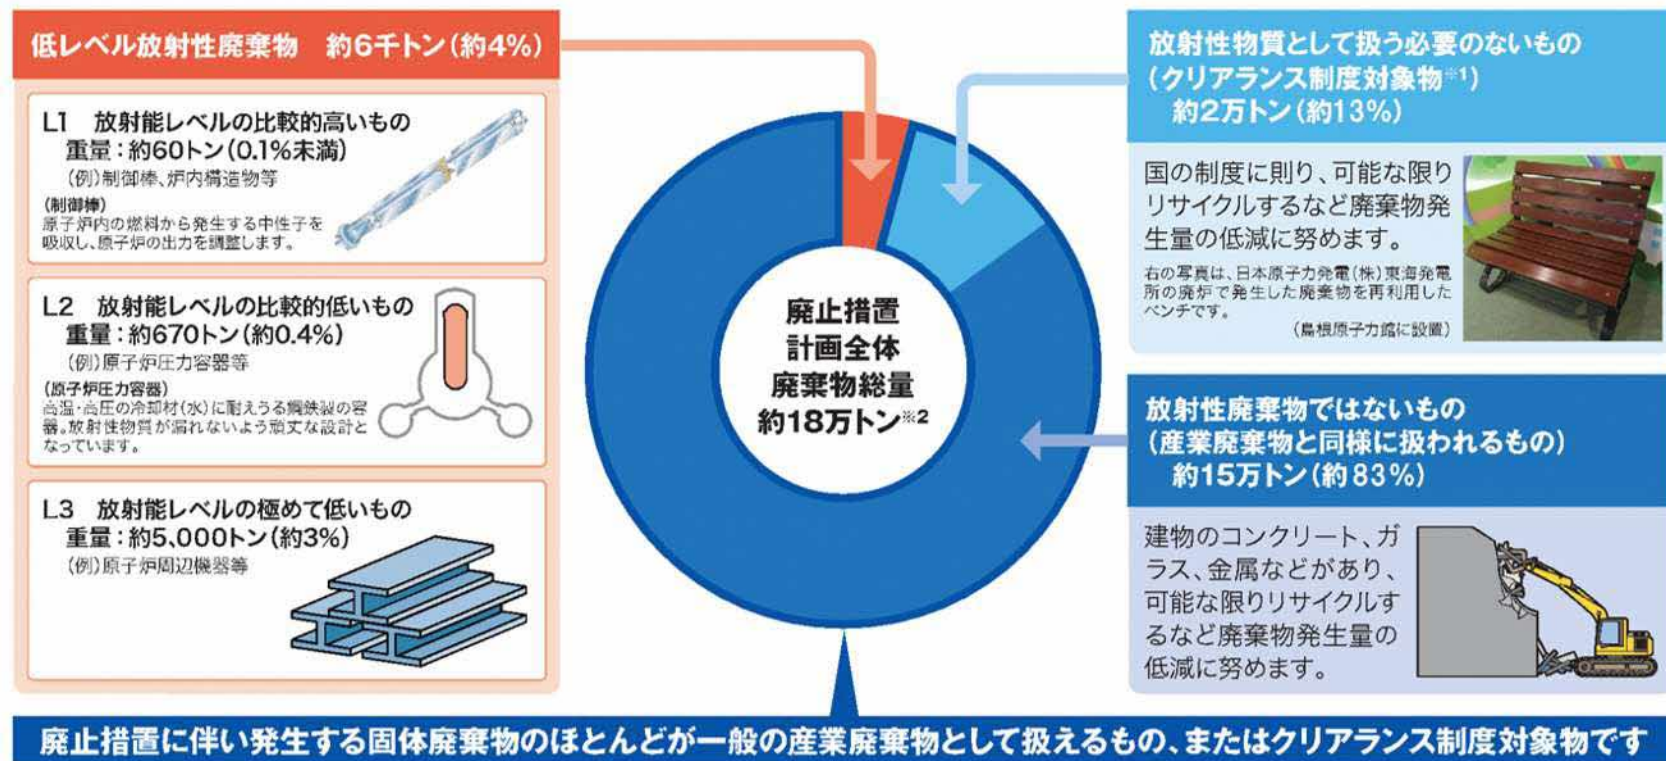 低レベル放射性廃棄物 約6千トン(約4%)
L1 放射能レベルの比較的高いもの
重量：約60トン(0.1%未満)
(例)制御棒、炉内構造物等
(制御棒)
原子炉内の燃料から発生する中性子を
吸収し、原子炉の出力を調整します。
L2 放射能レベルの比較的低いもの
重量：約670トン(約0.4%)
(例)原子炉圧力容器等
(原子炉圧力容器)
高温・高圧の冷却材(水)に耐えうる鋼鉄製の容
器。放射性物質が漏れないよう頑丈な設計と
なっています。
L3 放射能レベルの極めて低いもの
重量：約5,000トン(約3%)
(例)原子炉周辺機器等
廃止措置
計画全体
廃棄物総量
約18万トン※2
放射性物質として扱う必要のないもの
(クリアランス制度対象物※1)
約2万トン(約13%)
国の制度に則り、可能な限り
リサイクルするなど廃棄物発
生量の低減に努めます。
右の写真は、日本原子力発電(株)東海発電
所の廃炉で発生した廃棄物を再利用した
ベンチです。
(島根原子力館に設置)
放射性廃棄物ではないもの
(産業廃棄物と同様に扱われるもの)
約15万トン(約83%)
建物のコンクリート、ガ
ラス、金属などがあり、
可能な限りリサイクルす
るなど廃棄物発生量の
低減に努めます。
廃止措置に伴い発生する固体廃棄物のほとんどが一般の産業廃棄物として扱えるもの、またはクリアランス制度対象物です